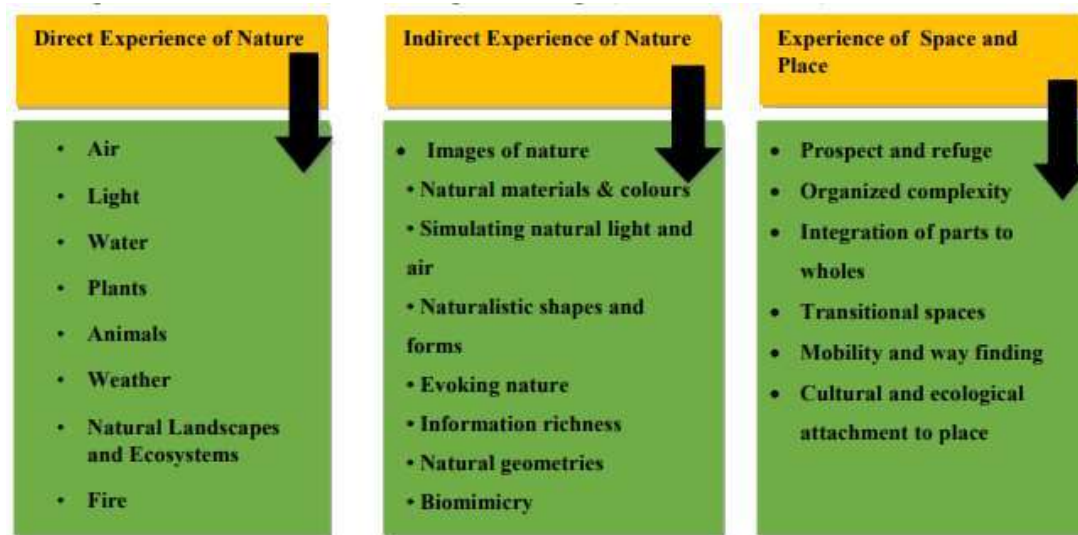 Direct Experience of Nature
• Air
• Light
• Water
• Plants
• Animals
• Weather
• Natural Landscapes
and Ecosystems
• Fire
Indirect Experience of Nature
• Images of nature
• Natural materials & colours
• Simulating natural light and
air
• Naturalistic shapes and
forms
• Evoking nature
• Information richness
• Natural geometries
• Biomimicry
Experience of Space and
Place
• Prospect and refuge
• Organized complexity
• Integration of parts to
wholes
• Transitional spaces
• Mobility and way finding
• Cultural and ecological
attachment to place